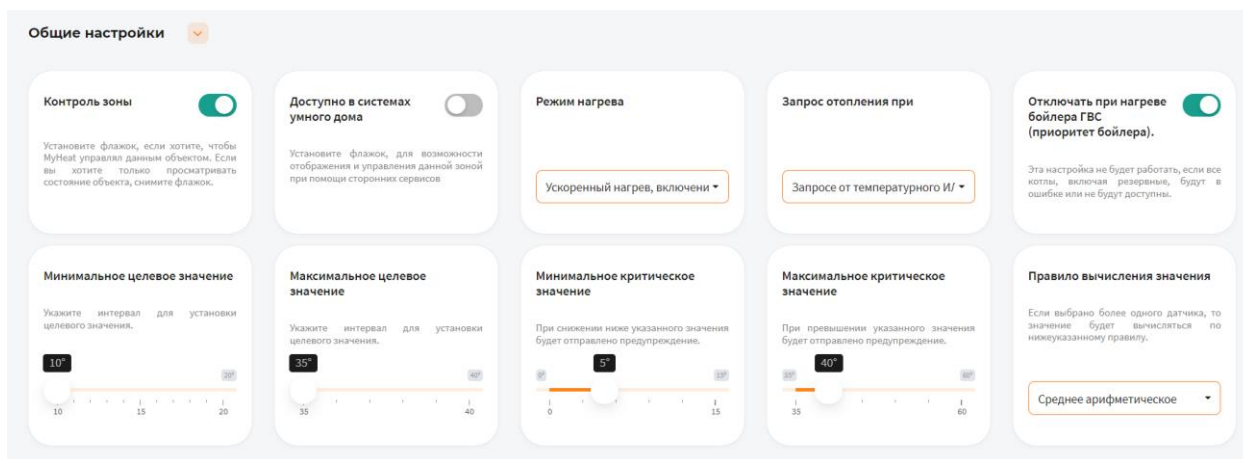 Общие настройки
Контроль зоны
Установите флажок, если хотите, чтобы
MyHeat управлял данным объектом. Если
вы хотите только просматривать
состояние объекта, снимите флажок.
Доступно в системах
умного дома
Установите флажок, для возможности
отображения и управления данной зоной
при помощи сторонних сервисов
Режим нагрева
Ускоренный нагрев, включени
Запрос отопления при
Запросе от температурного И/
Отключать при нагреве
бойлера ГВС
(приоритет бойлера).
Эта настройка не будет работать, если все
котлы, включая резервные, будут в
ошибке или не будут доступны.
Минимальное целевое значение
Укажите интервал для установки
целевого значения.
10°
20°
10 15 20
Максимальное целевое
значение
Укажите интервал для установки
целевого значения.
35°
40°
35 40
Минимальное критическое
значение
При снижении ниже указанного значения
будет отправлено предупреждение.
5°
0° 15°
0 15
Максимальное критическое
значение
При превышении указанного значения
будет отправлено предупреждение.
40°
35° 60°
35 60
Правило вычисления значения
Если выбрано более одного датчика, то
значение будет вычисляться по
нижеуказанному правилу.
Среднее арифметическое